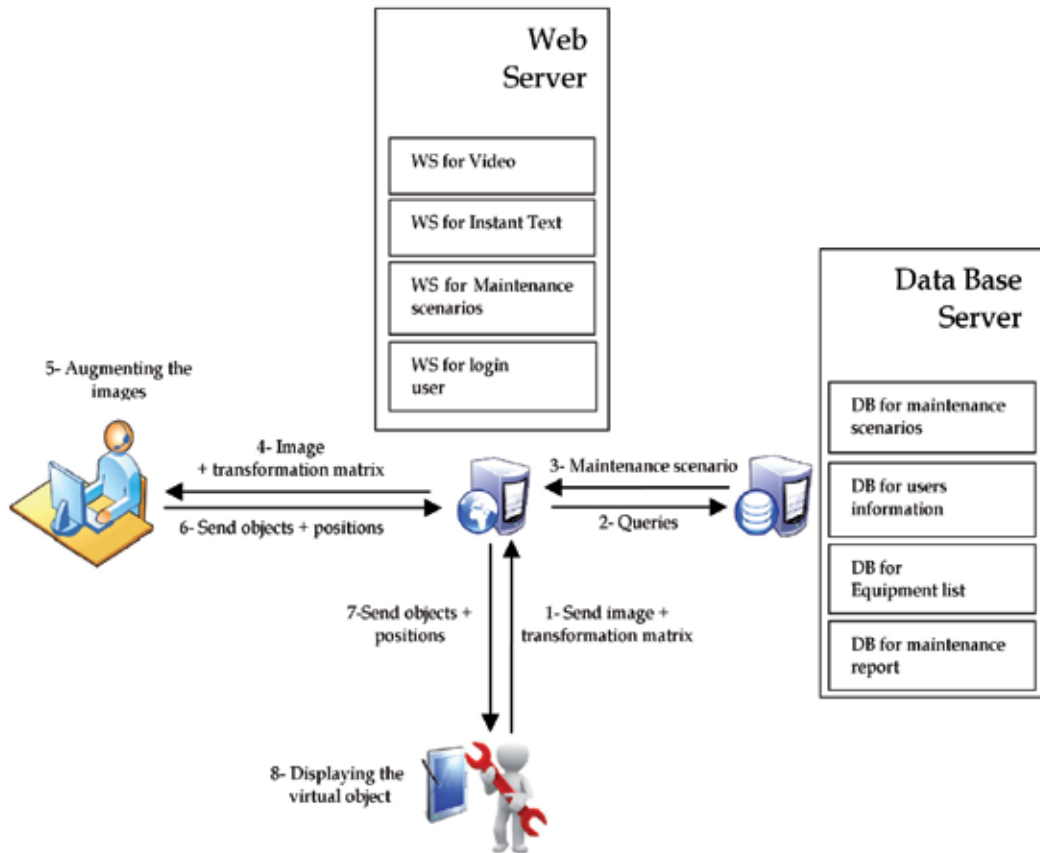 Web
Server
WS for Video
WS for Instant Text
WS for Maintenance
scenarios
WS for login
user
Data Base
Server
DB for maintenance
scenarios
DB for users
information
DB for
Equipment list
DB for maintenance
report
5- Augmenting the
images
4- Image
+ transformation matrix
6- Send objects + positions
3- Maintenance scenario
2- Queries
7-Send objects +
positions
1- Send image +
transformation matrix
8- Displaying the
virtual object